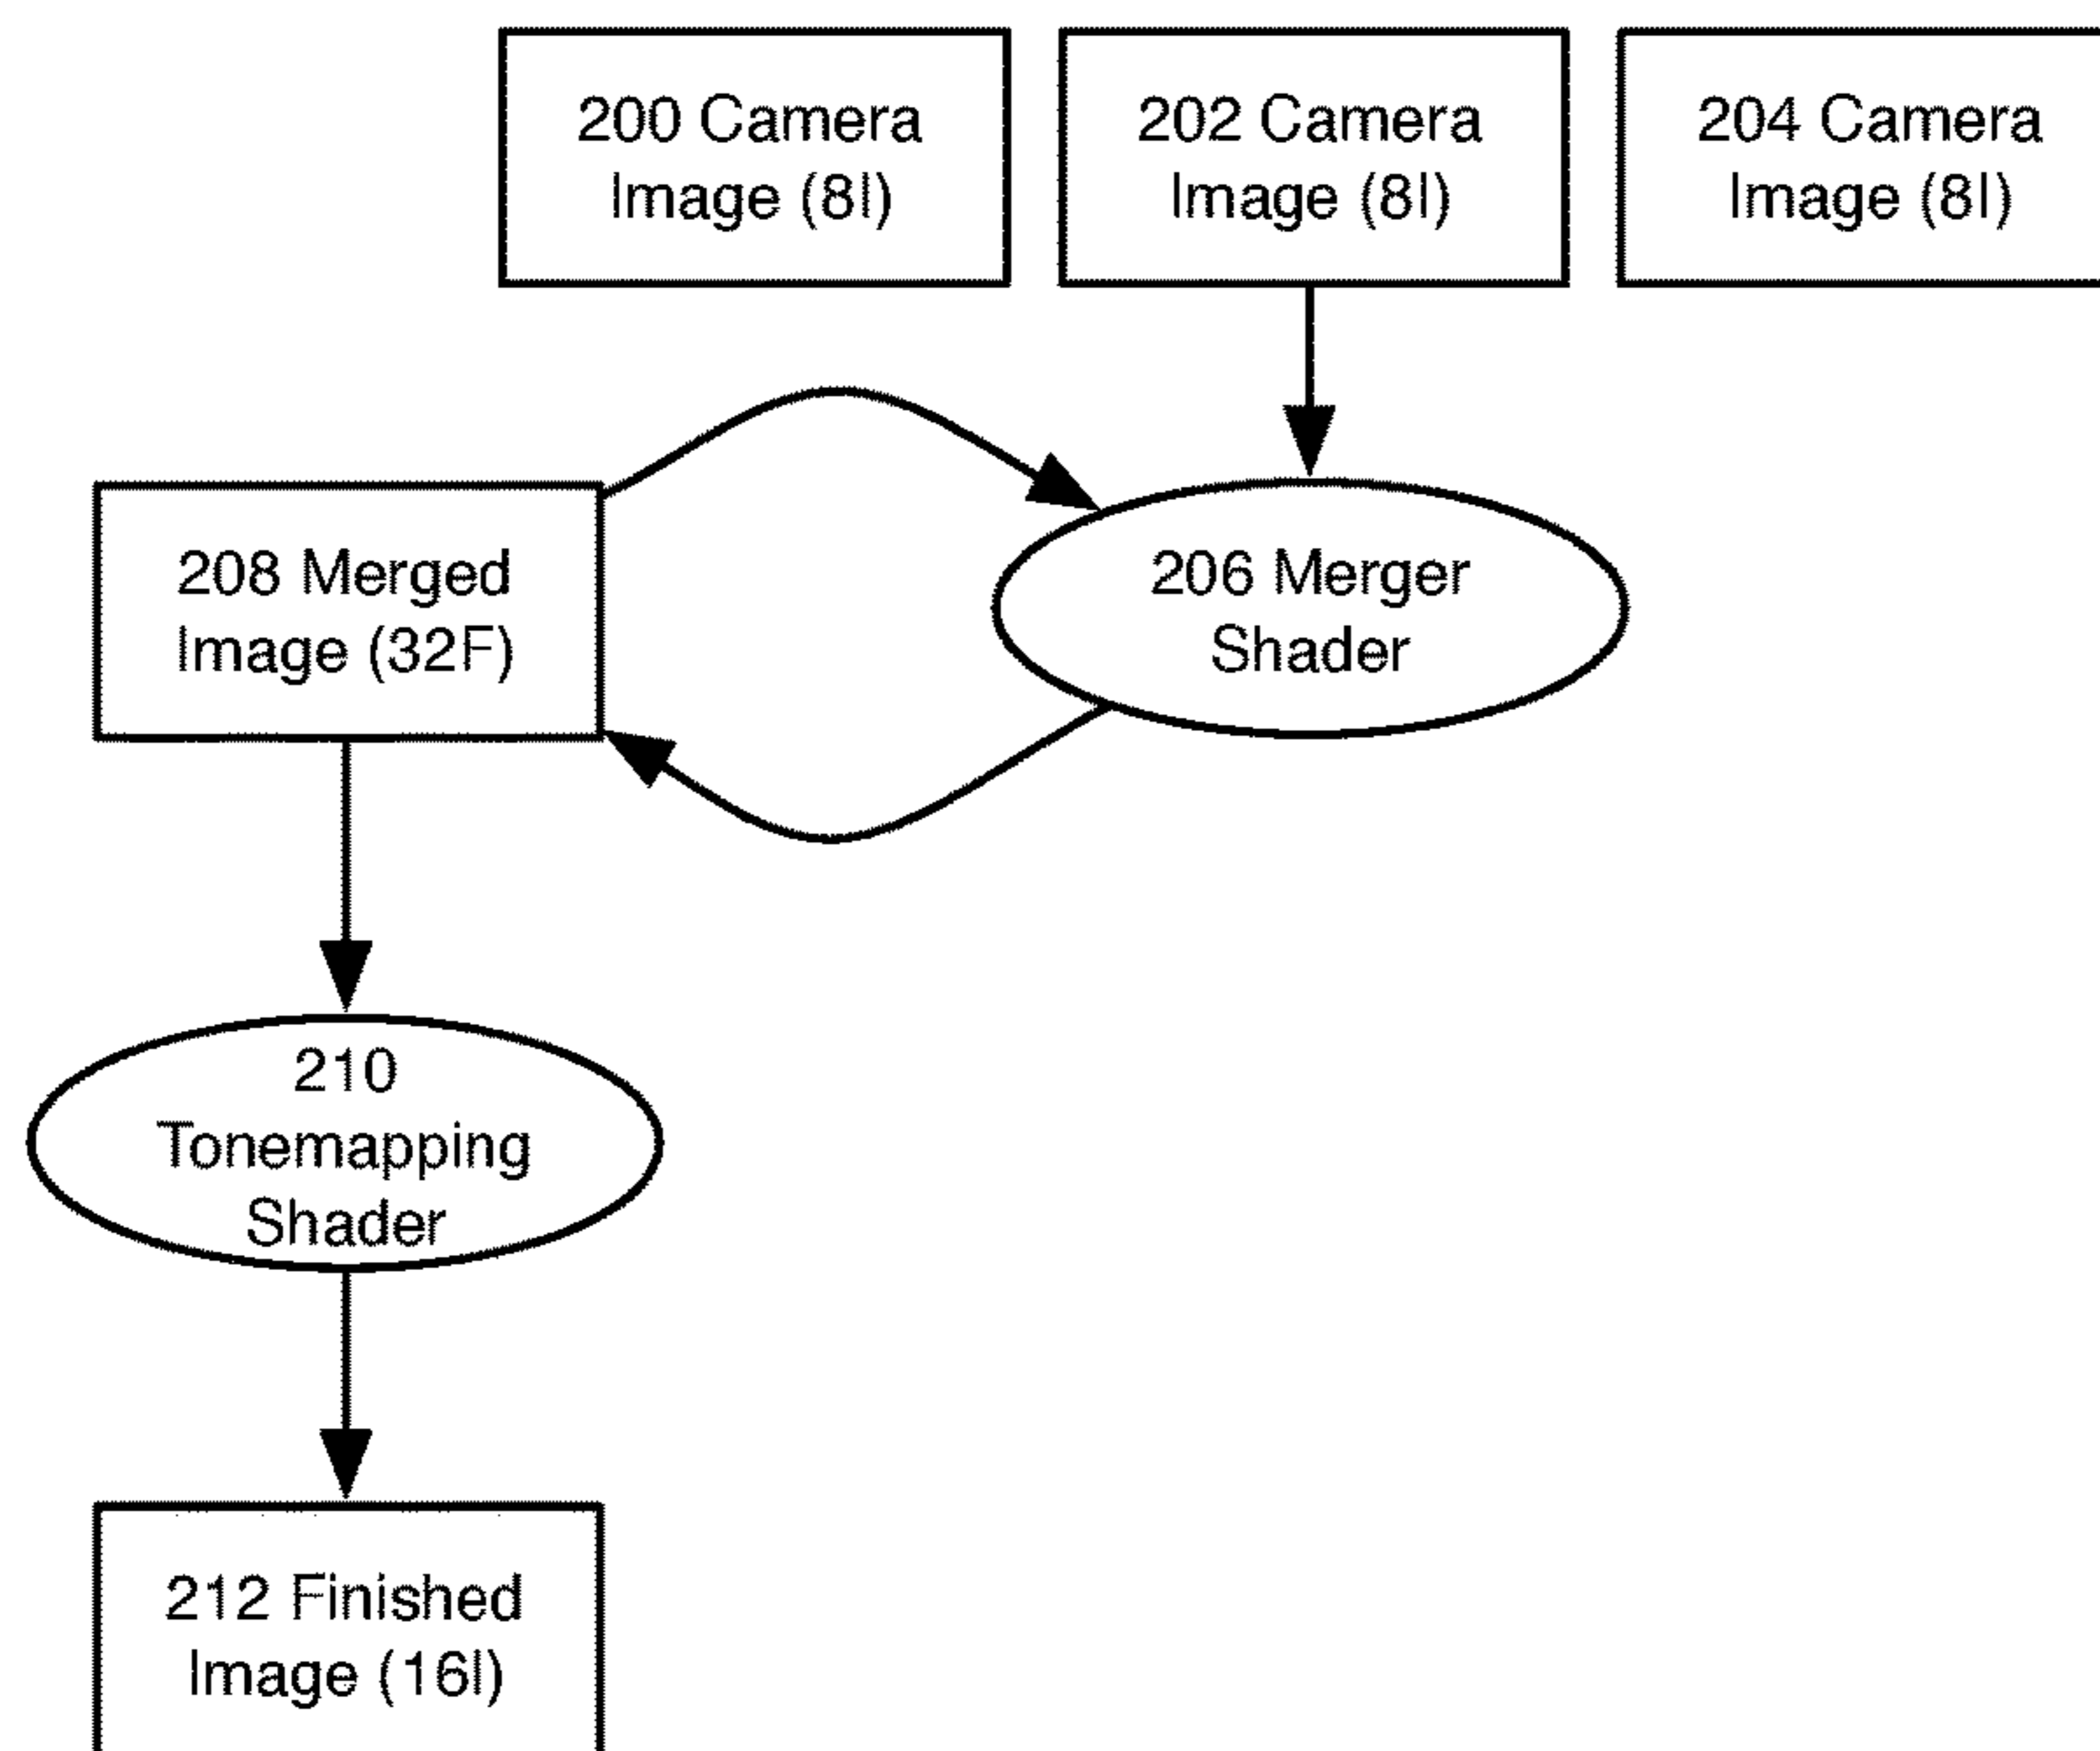 200 Camera
Image (8I)
202 Camera
Image (8I)
204 Camera
Image (8I)
208 Merged
Image (32F)
206 Merger
Shader
210
Tonemapping
Shader
212 Finished
Image (16I)